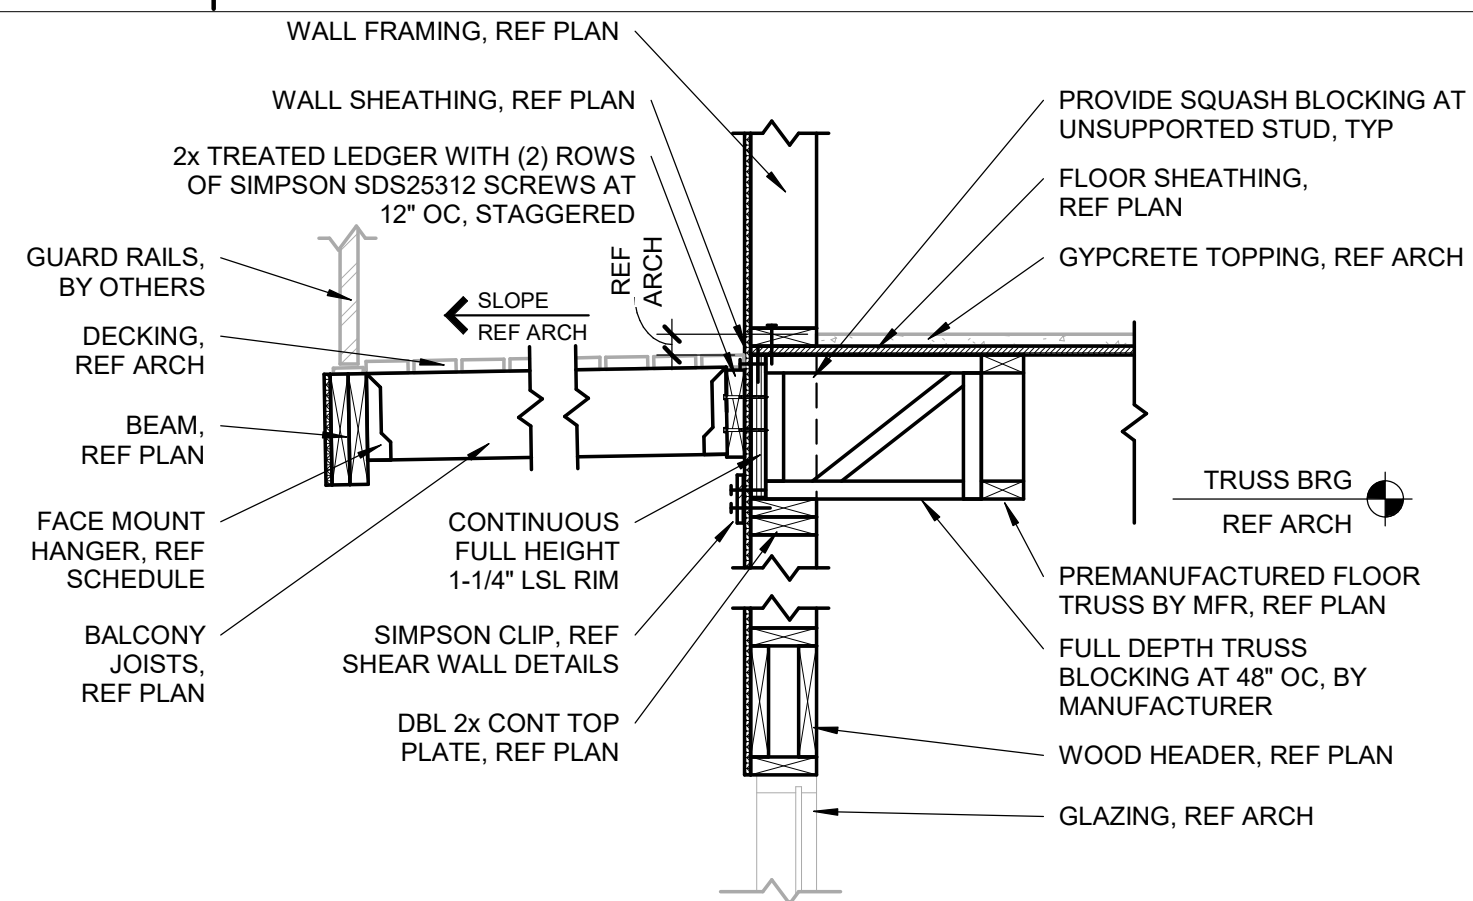 WALL FRAMING, REF PLAN
WALL SHEATHING, REF PLAN
2x TREATED LEDGER WITH (2) ROWS
OF SIMPSON SDS25312 SCREWS AT
12" OC, STAGGERED
GUARD RAILS,
BY OTHERS
DECKING,
REF ARCH
BEAM,
REF PLAN
FACE MOUNT
HANGER, REF
SCHEDULE
BALCONY
JOISTS,
REF PLAN
SLOPE
REF ARCH
REF
ARCH
CONTINUOUS
FULL HEIGHT
1-1/4" LSL RIM
SIMPSON CLIP, REF
SHEAR WALL DETAILS
DBL 2x CONT TOP
PLATE, REF PLAN
PROVIDE SQUASH BLOCKING AT
UNSUPPORTED STUD, TYP
FLOOR SHEATHING,
REF PLAN
GYPCRETE TOPPING, REF ARCH
TRUSS BRG
REF ARCH
PREMANUFACTURED FLOOR
TRUSS BY MFR, REF PLAN
FULL DEPTH TRUSS
BLOCKING AT 48" OC, BY
MANUFACTURER
WOOD HEADER, REF PLAN
GLAZING, REF ARCH